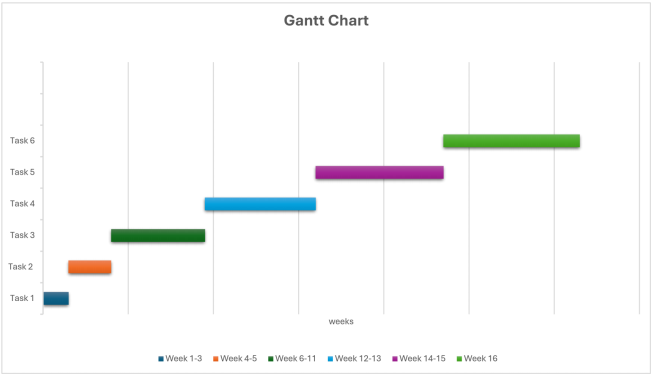 Gantt Chart
Task 6
Task 5
Task 4
Task 3
Task 2
Task 1
weeks
Week 1-3 Week 4-5 Week 6-11 Week 12-13 Week 14-15 Week 16